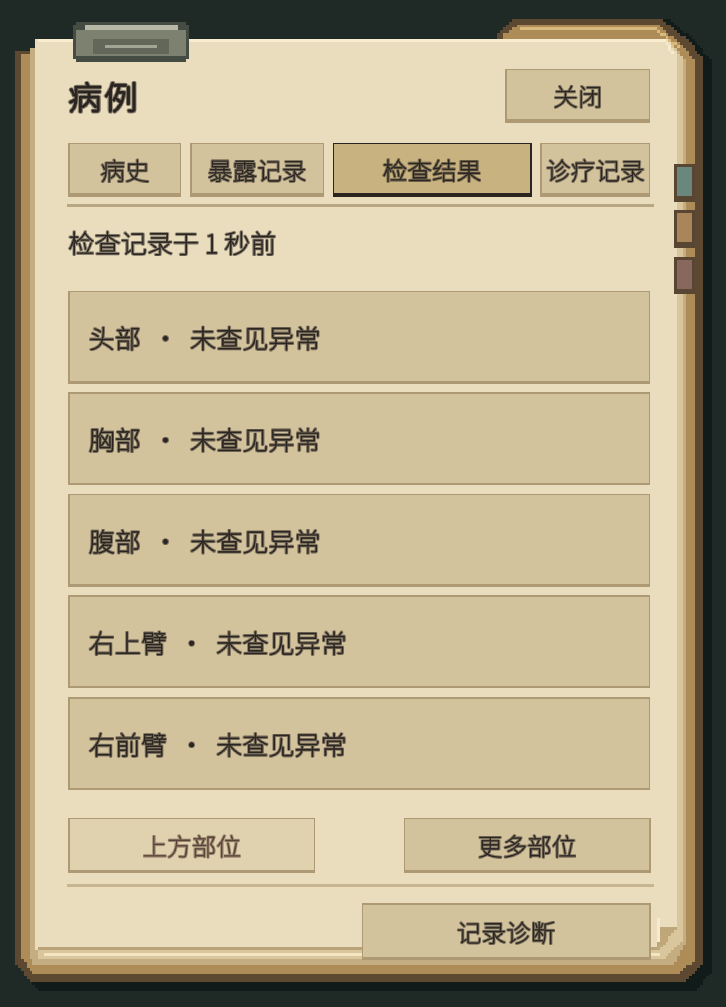 病例
关闭
病史
暴露记录
检查结果
诊疗记录
检查记录于 1 秒前
头部 · 未查见异常
胸部 · 未查见异常
腹部 · 未查见异常
右上臂 · 未查见异常
右前臂 · 未查见异常
上方部位
更多部位
记录诊断